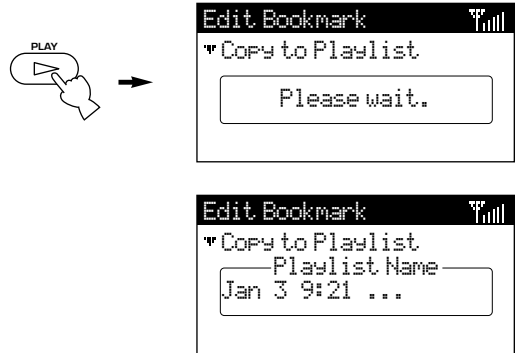 PLAY
Edit Bookmark
Copy to Playlist
Please wait.
Edit Bookmark
Copy to Playlist
Playlist Name
Jan 3 9:21 ...